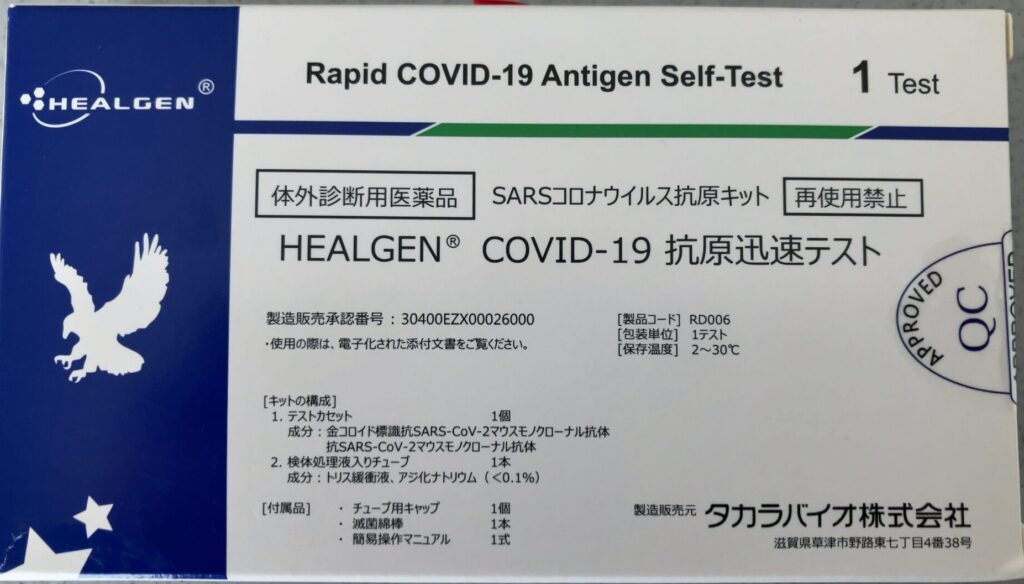 HEALGEN®
Rapid COVID-19 Antigen Self-Test 1 Test
体外診断用医薬品 SARSコロナウイルス抗原キット 再使用禁止
HEALGEN® COVID-19 抗原迅速テスト
製造販売承認番号：30400EZX00026000
・使用の際は、電子化された添付文書をご覧ください。
[製品コード] RD006
[包装単位] 1テスト
[保存温度] 2～30℃
APPROVED
QC
[キットの構成]
1. テストカセット 1個
成分：金コロイド標識抗SARS-CoV-2マウスモノクローナル抗体
抗SARS-CoV-2マウスモノクローナル抗体
2. 検体処理液入りチューブ 1本
成分：トリス緩衝液、アジ化ナトリウム（＜0.1%）
[付属品] ・ チューブ用キャップ 1個
・ 滅菌綿棒 1本
・ 簡易操作マニュアル 1式
製造販売元 タカラバイオ株式会社
滋賀県草津市野路東七丁目4番38号